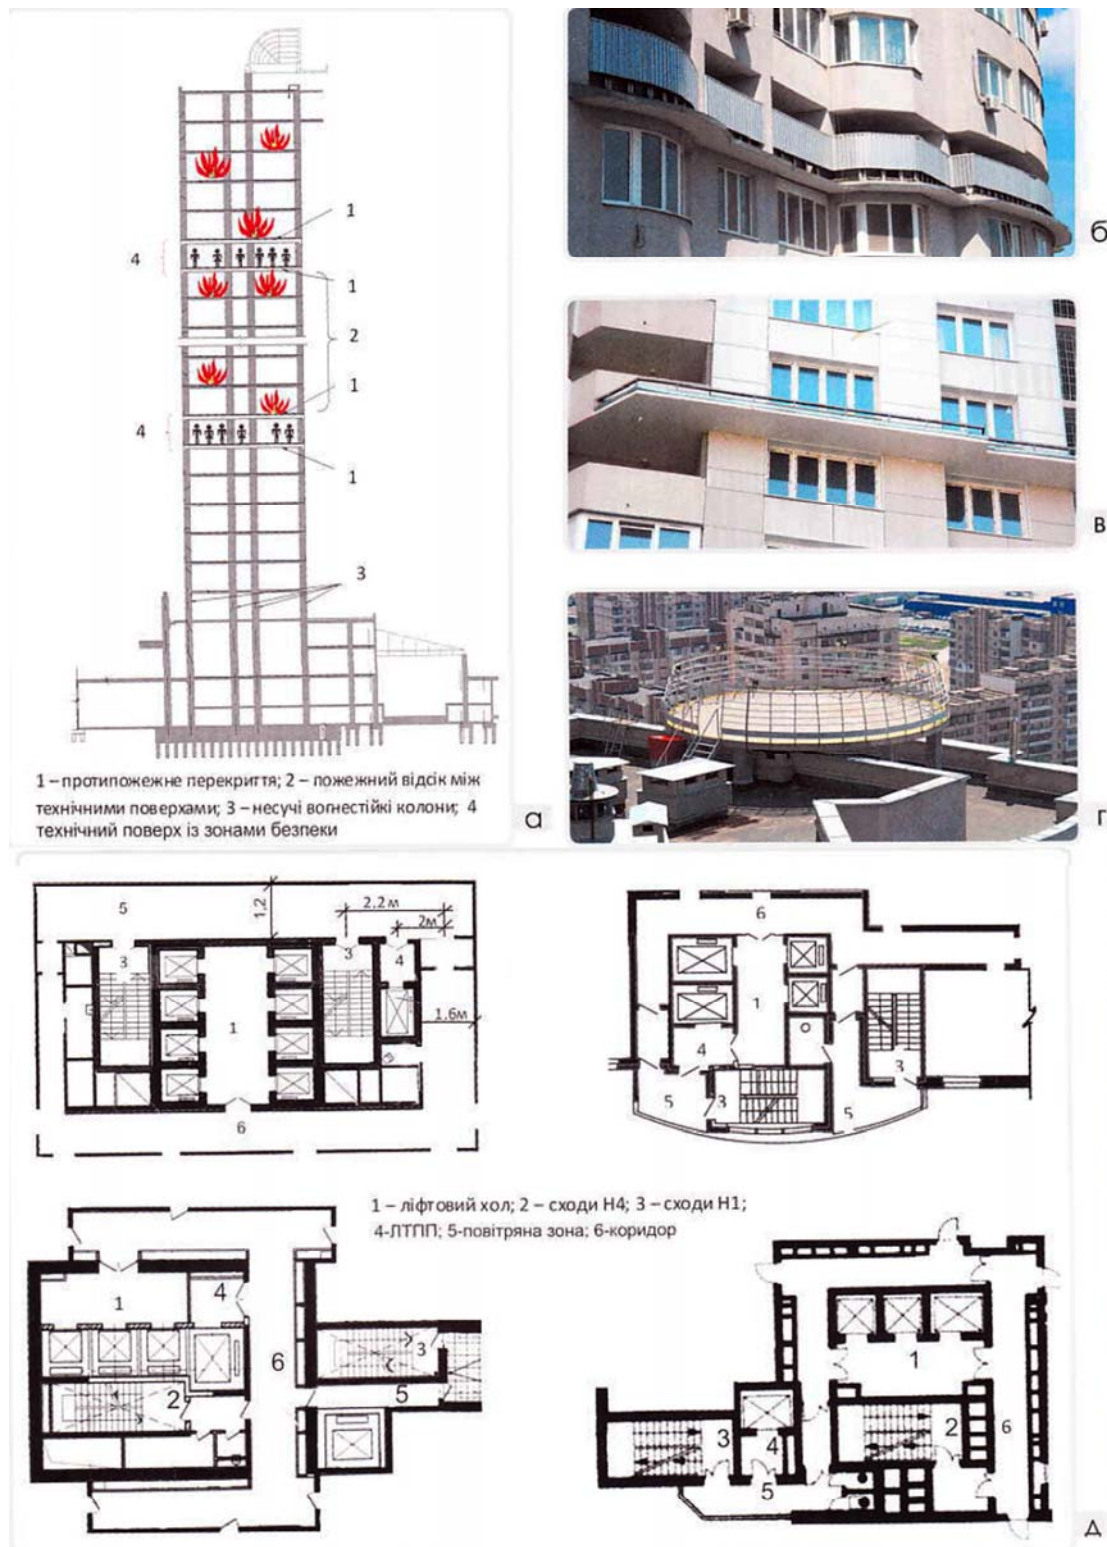 1
4
1
2
1
4
1
3
1 – протипожежне перекриття; 2 – пожежний відсік між
технічними поверхами; 3 – несучі вогнестійкі колони; 4
технічний поверх із зонами безпеки
а
б
в
г
5
1,2
2.2м
2м
3
3
4
1
1.6м
6
6
1
4
3
5
3
5
1 – ліфтовий хол; 2 – сходи Н4; 3 – сходи Н1;
4-ЛТПП; 5-повітряна зона; 6-коридор
1
4
6
3
2
5
1
3
4
2
6
5
д